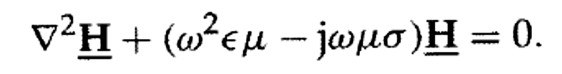 ∇²H + (ω²ϵμ − jωμσ)H = 0.